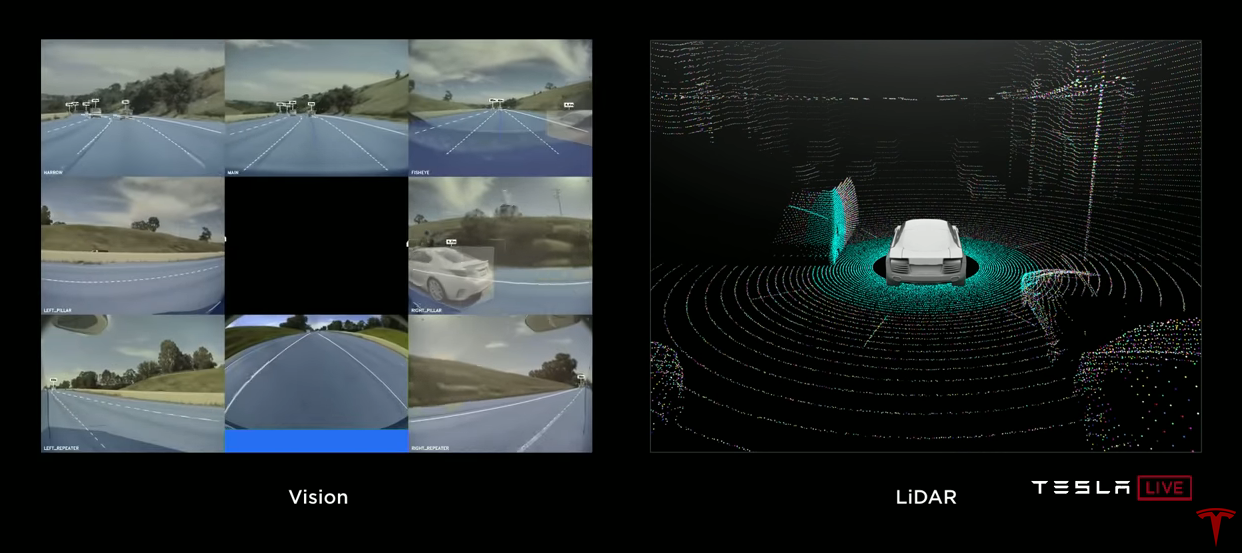 NARROW
MAIN
FISHEYE
LEFT_PILLAR
RIGHT_PILLAR
LEFT_REPEATER
RIGHT_REPEATER
Vision
LiDAR
TESLA LIVE